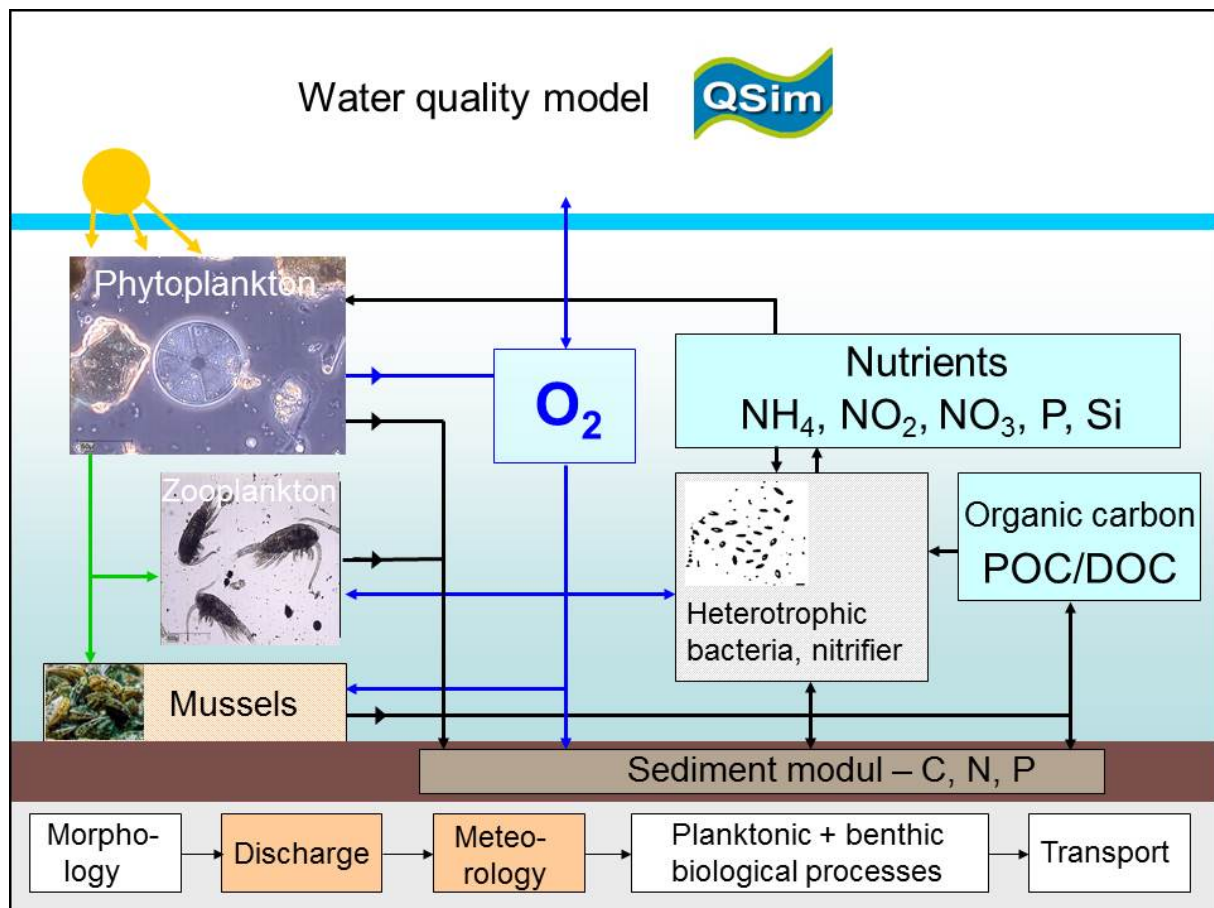 Water quality model
QSim
Phytoplankton
O₂
Nutrients
NH₄, NO₂, NO₃, P, Si
Zooplankton
Organic carbon
POC/DOC
Heterotrophic
bacteria, nitrifier
Mussels
Sediment modul – C, N, P
Morpho-
logy
Discharge
Meteo-
rology
Planktonic + benthic
biological processes
Transport